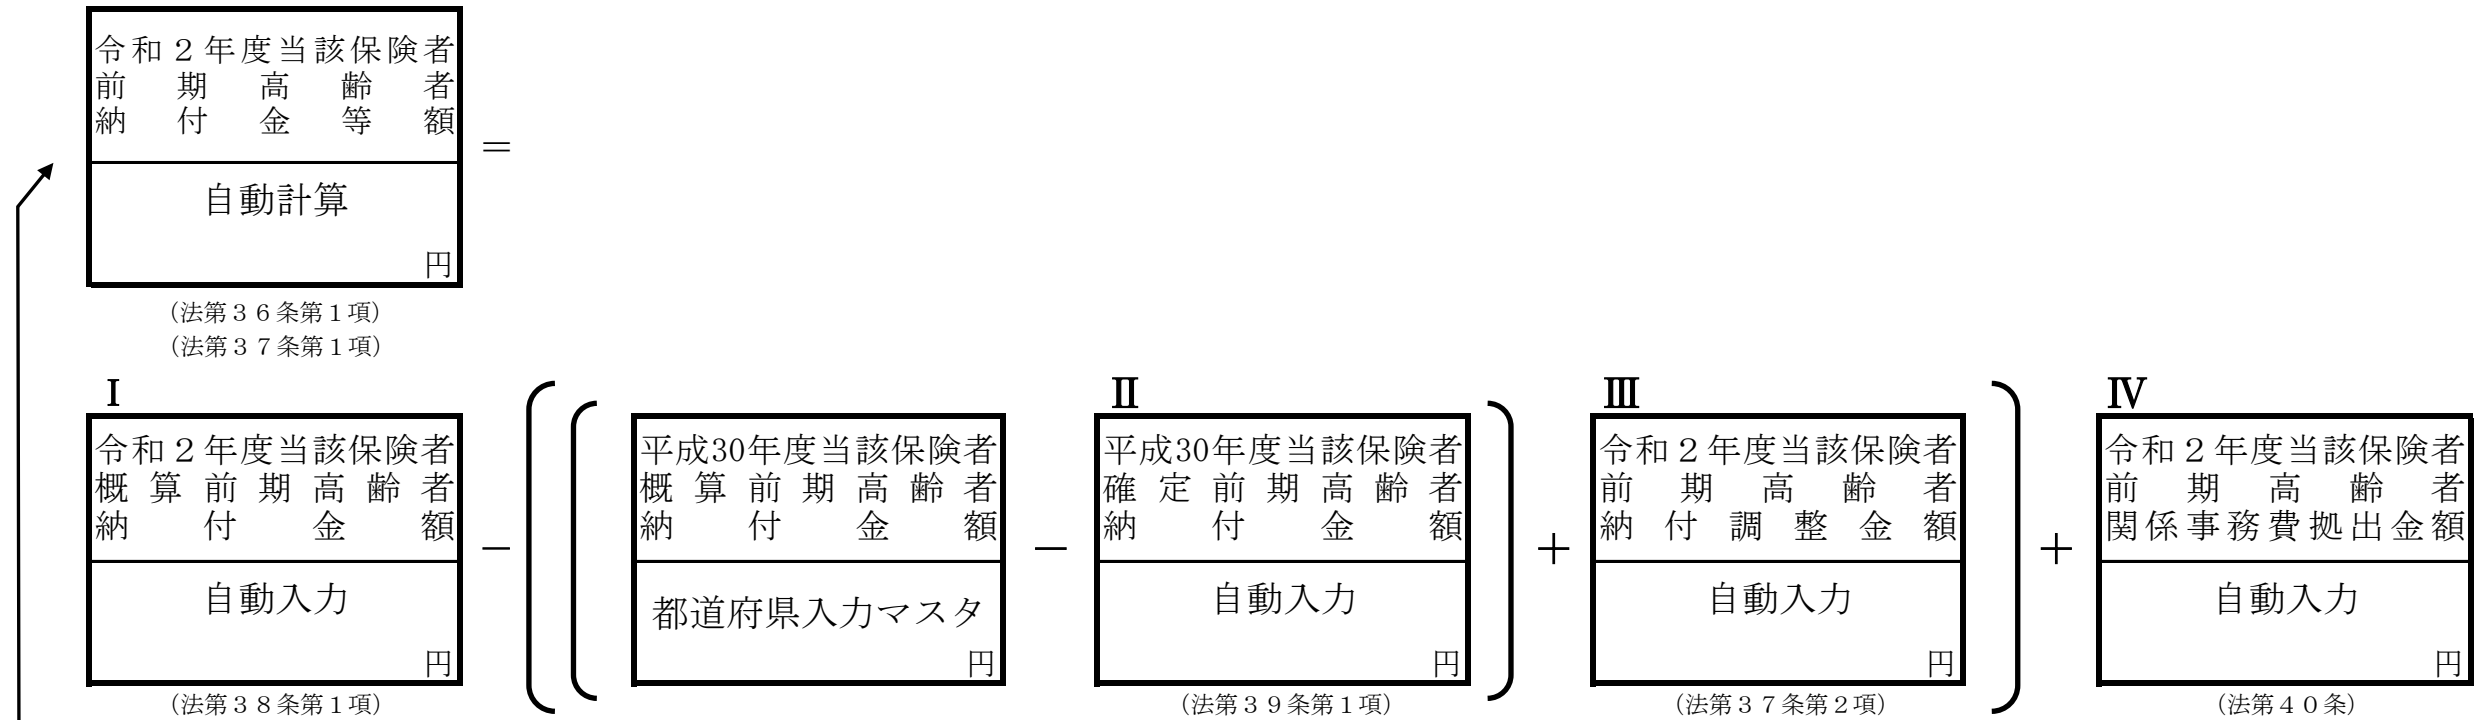 令和２年度当該保険者
前期高齢者
納付金等額
＝
自動計算
円
（法第３６条第１項）
（法第３７条第１項）
Ⅰ
令和２年度当該保険者
概算前期高齢者
納付金額
自動入力
円
（法第３８条第１項）
－
平成30年度当該保険者
概算前期高齢者
納付金額
都道府県入力マスタ
円
－
Ⅱ
平成30年度当該保険者
確定前期高齢者
納付金額
自動入力
円
（法第３９条第１項）
＋
Ⅲ
令和２年度当該保険者
前期高齢者
納付調整金額
自動入力
円
（法第３７条第２項）
＋
Ⅳ
令和２年度当該保険者
前期高齢者
関係事務費拠出金額
自動入力
円
（法第４０条）